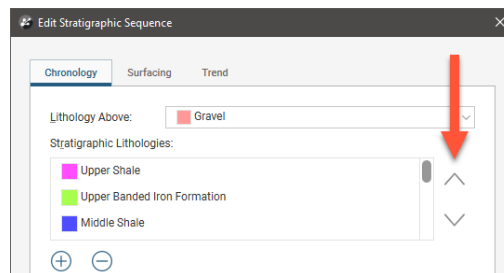 Edit Stratigraphic Sequence
Chronology Surfacing Trend
Lithology Above: Gravel
Stratigraphic Lithologies:
Upper Shale
Upper Banded Iron Formation
Middle Shale